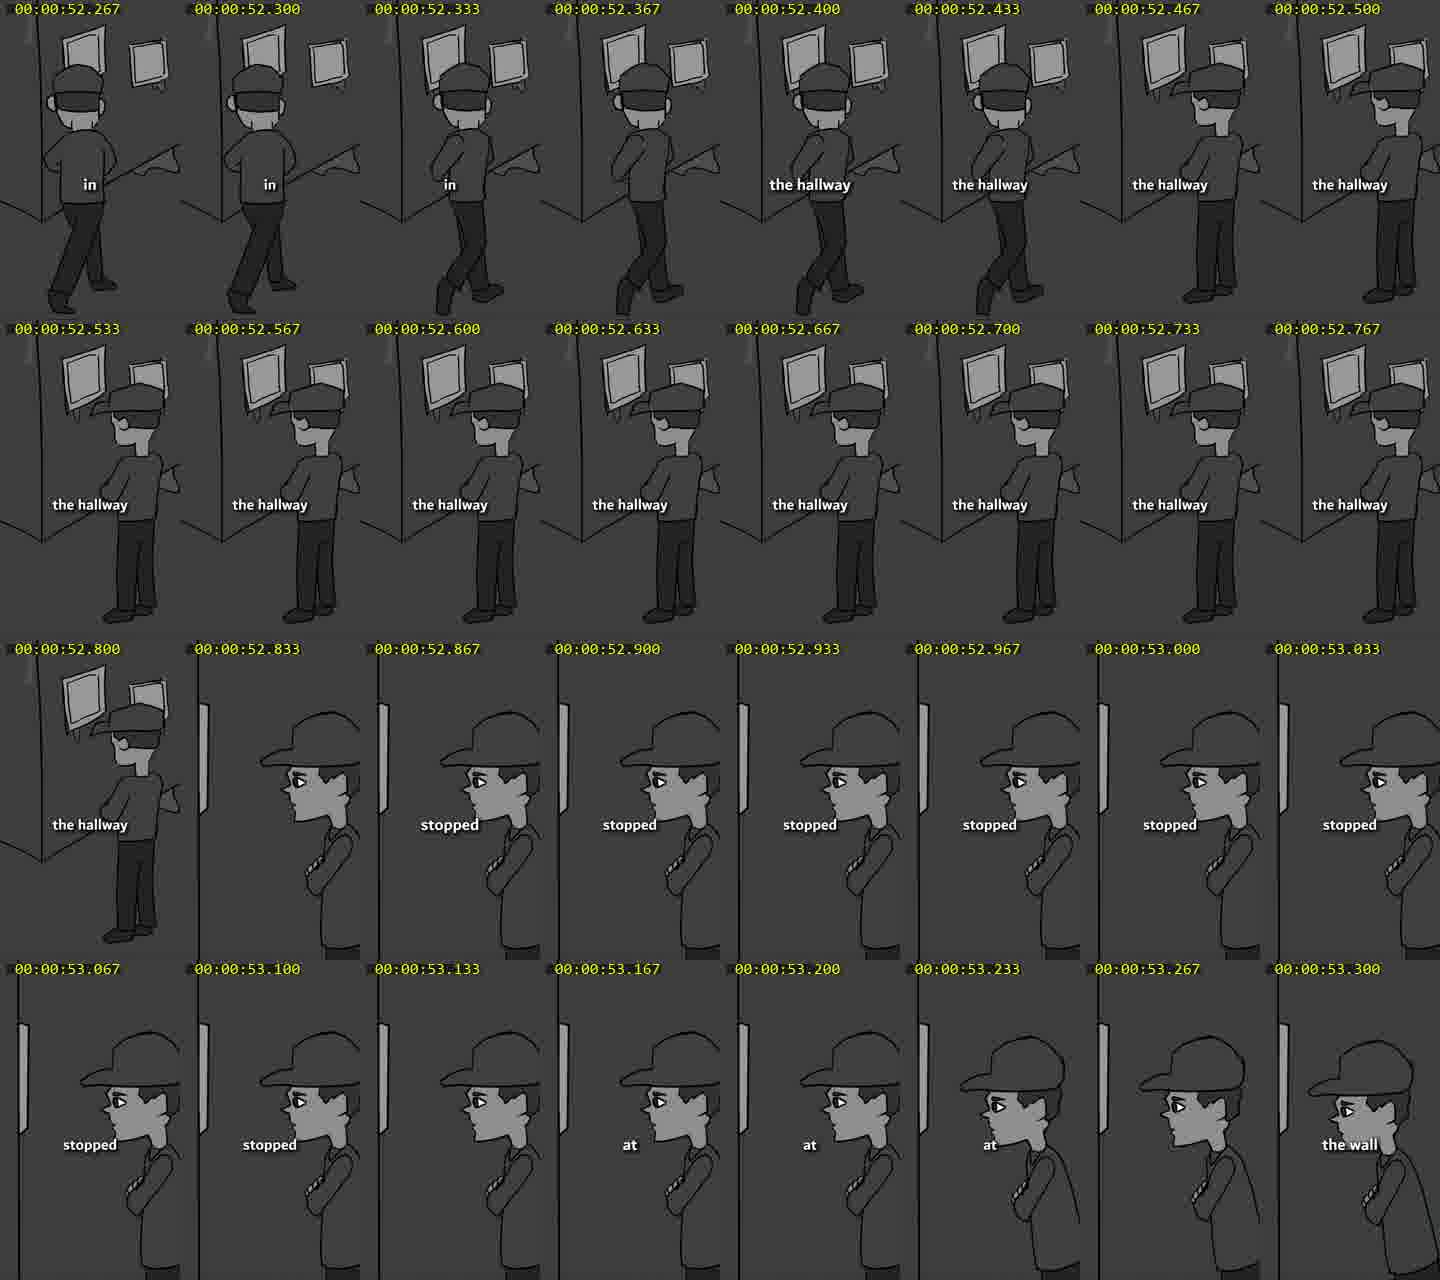 00:00:52.267 00:00:52.300 00:00:52.333 00:00:52.367 00:00:52.400 00:00:52.433 00:00:52.467 00:00:52.500
in in in the hallway the hallway the hallway the hallway
00:00:52.533 00:00:52.567 00:00:52.600 00:00:52.633 00:00:52.667 00:00:52.700 00:00:52.733 00:00:52.767
the hallway the hallway the hallway the hallway the hallway the hallway the hallway the hallway
00:00:52.800 00:00:52.833 00:00:52.867 00:00:52.900 00:00:52.933 00:00:52.967 00:00:53.000 00:00:53.033
the hallway stopped stopped stopped stopped stopped stopped
00:00:53.067 00:00:53.100 00:00:53.133 00:00:53.167 00:00:53.200 00:00:53.233 00:00:53.267 00:00:53.300
stopped stopped at at at the wall